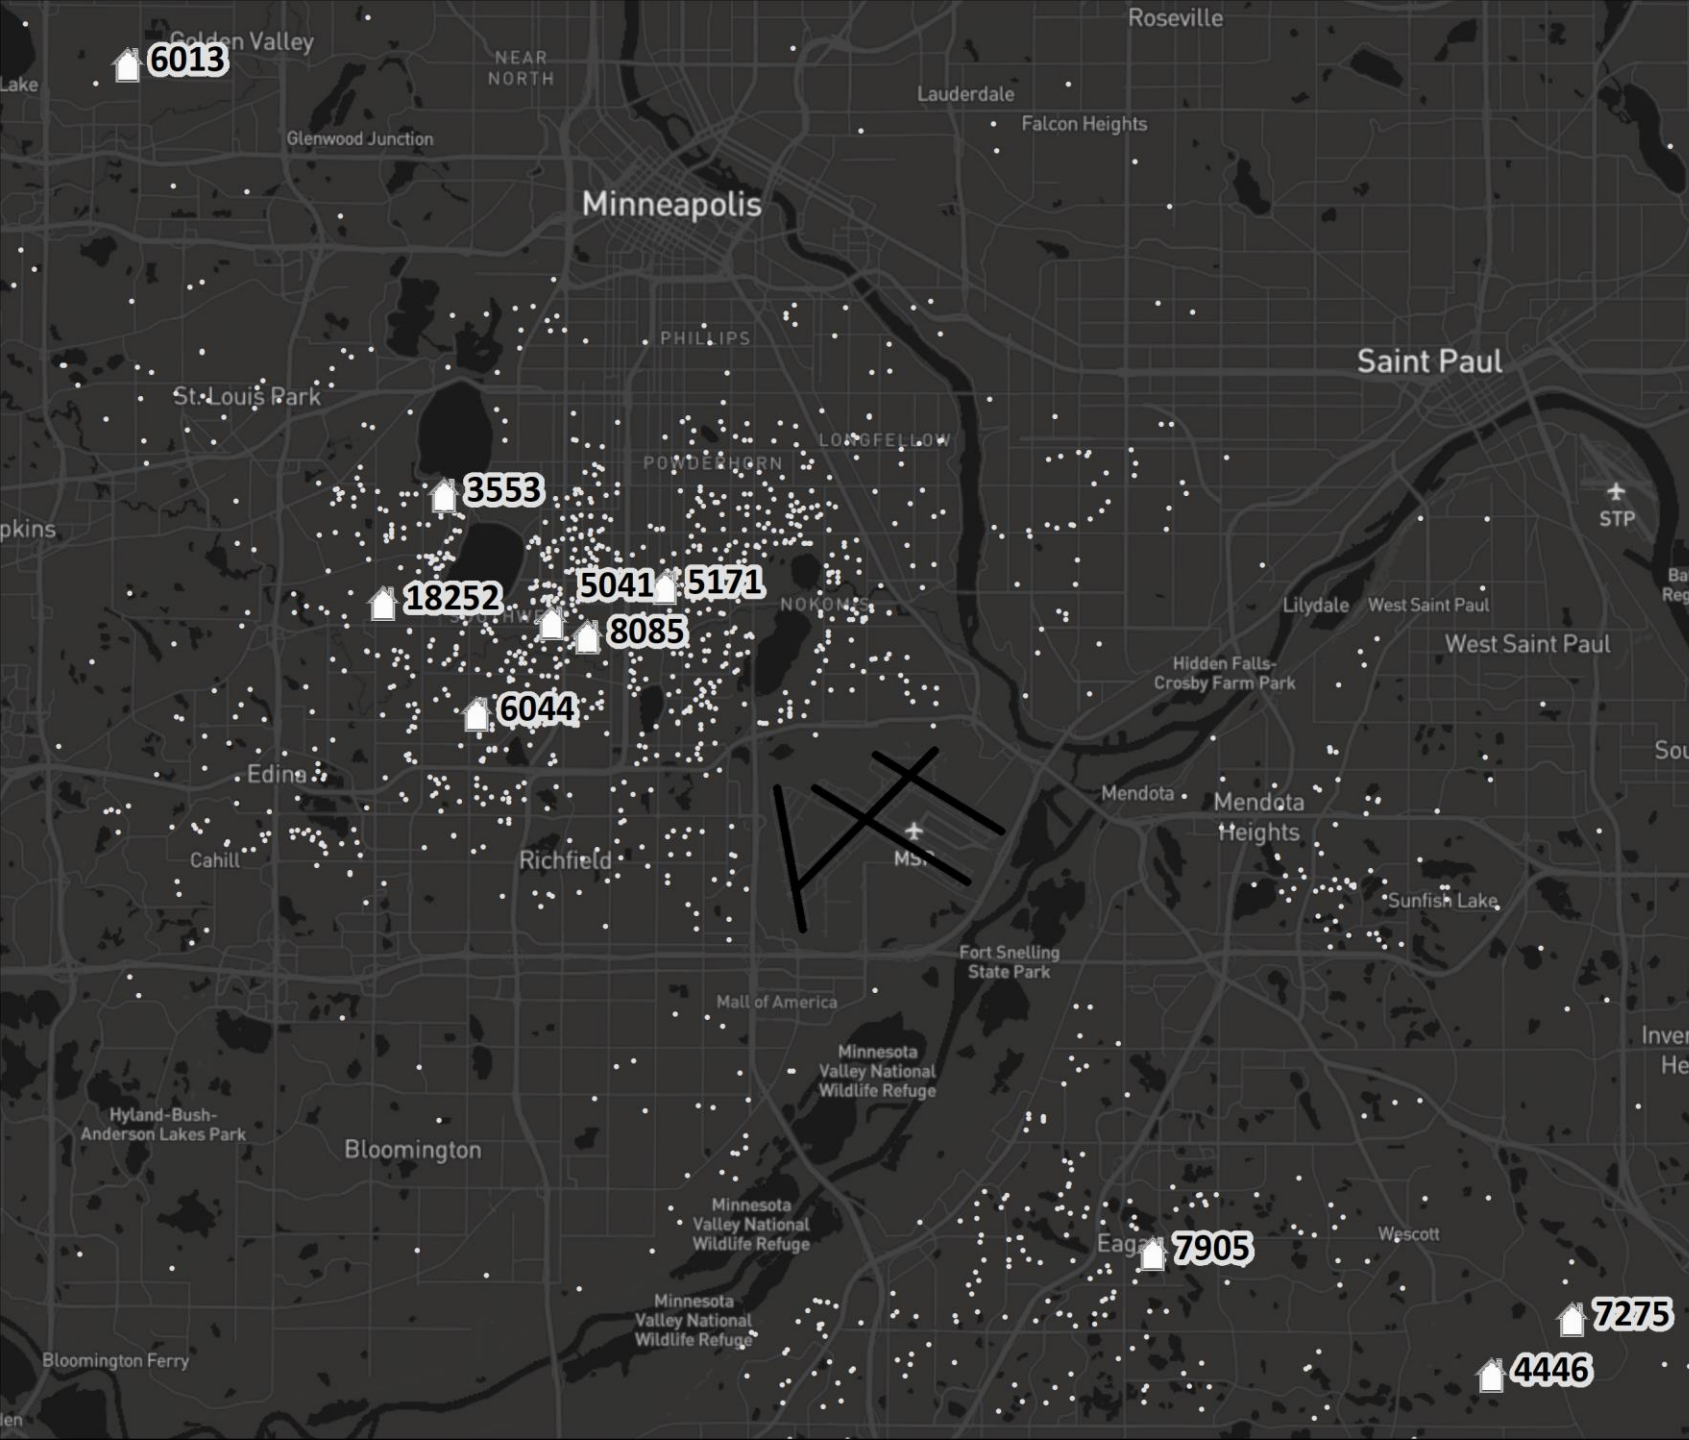 Roseville
Golden Valley
6013
NEAR
NORTH
Lake
Lauderdale
Falcon Heights
Glenwood Junction
Minneapolis
PHILLIPS
Saint Paul
St. Louis Park
LONGFELLOW
POWDERHORN
3553
STP
pkins
5041
5171
18252
NOKOMIS
Lilydale
West Saint Paul
8085
West Saint Paul
Hidden Falls-
Crosby Farm Park
6044
Sou
Edina
Mendota
Mendota
Heights
MSP
Cahill
Richfield
Sunfish Lake
Fort Snelling
State Park
Mall of America
Inver
He
Minnesota
Valley National
Wildlife Refuge
Hyland-Bush-
Anderson Lakes Park
Bloomington
Minnesota
Valley National
Wildlife Refuge
Wescott
7905
Minnesota
Valley National
Wildlife Refuge
7275
Bloomington Ferry
4446